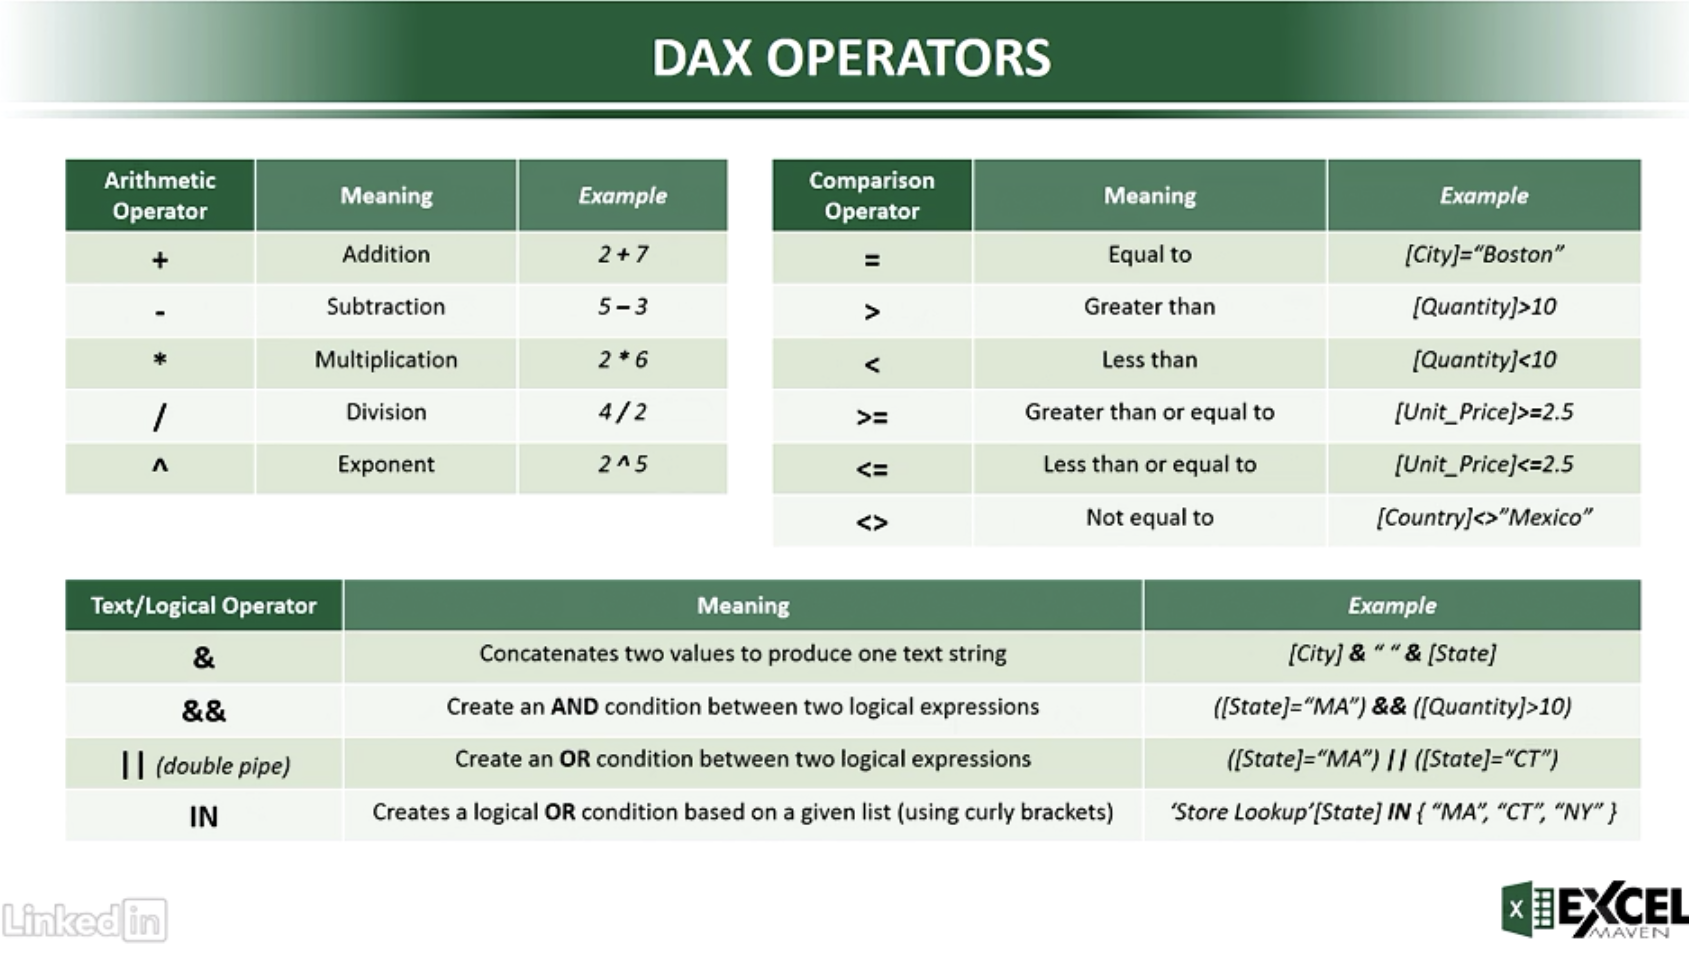 DAX OPERATORS
Arithmetic
Operator
Meaning
Example
+
Addition
2 + 7
-
Subtraction
5 – 3
*
Multiplication
2 * 6
/
Division
4 / 2
^
Exponent
2 ^ 5
Comparison
Operator
Meaning
Example
=
Equal to
[City]=“Boston”
>
Greater than
[Quantity]>10
<
Less than
[Quantity]<10
>=
Greater than or equal to
[Unit_Price]>=2.5
<=
Less than or equal to
[Unit_Price]<=2.5
<>
Not equal to
[Country]<>”Mexico”
Text/Logical Operator
Meaning
Example
&
Concatenates two values to produce one text string
[City] & “ “ & [State]
&&
Create an AND condition between two logical expressions
([State]=“MA”) && ([Quantity]>10)
|| (double pipe)
Create an OR condition between two logical expressions
([State]=“MA”) || ([State]=“CT”)
IN
Creates a logical OR condition based on a given list (using curly brackets)
‘Store Lookup’[State] IN { “MA”, “CT”, “NY” }
Linked in
X EXCEL
MAVEN